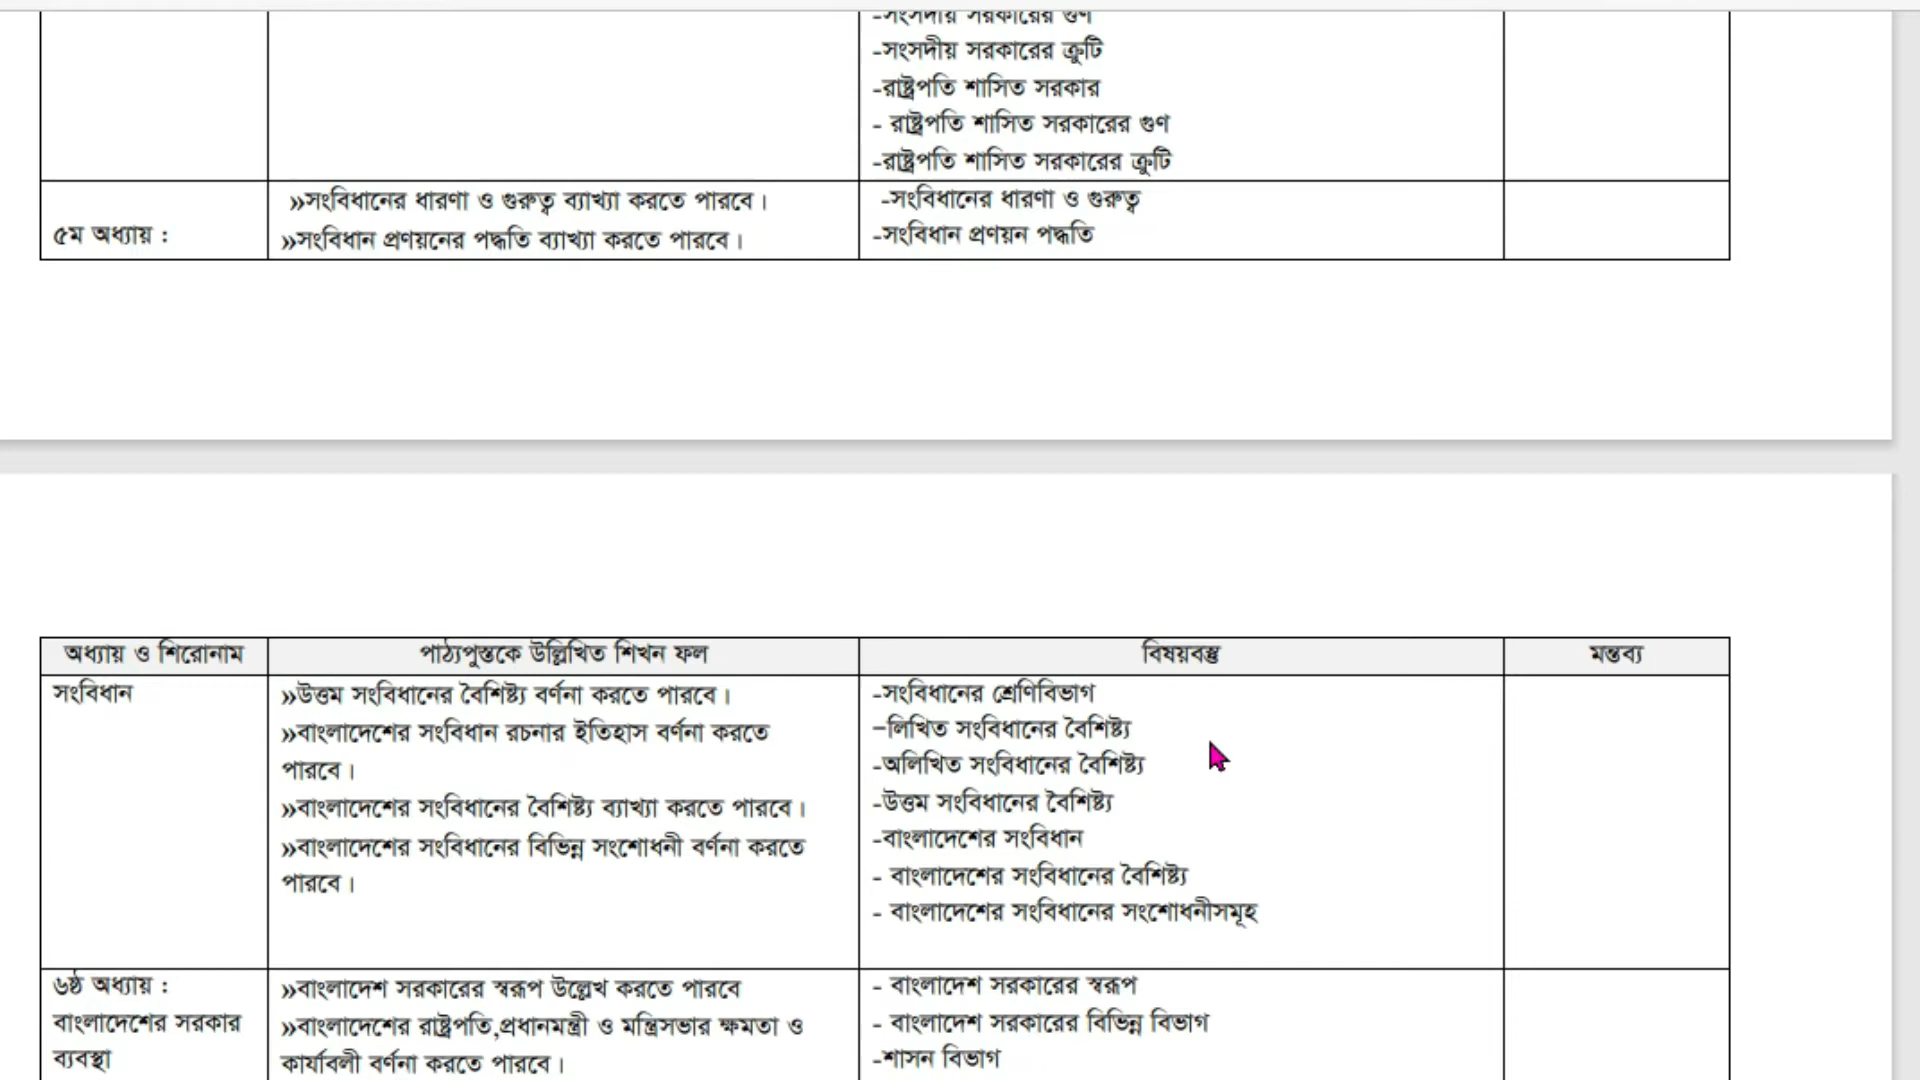 -সংসদীয় সরকারের গুণ
-সংসদীয় সরকারের ত্রুটি
-রাষ্ট্রপতি শাসিত সরকার
- রাষ্ট্রপতি শাসিত সরকারের গুণ
-রাষ্ট্রপতি শাসিত সরকারের ত্রুটি
৫ম অধ্যায় :
»সংবিধানের ধারণা ও গুরুত্ব ব্যাখ্যা করতে পারবে।
»সংবিধান প্রণয়নের পদ্ধতি ব্যাখ্যা করতে পারবে।
-সংবিধানের ধারণা ও গুরুত্ব
-সংবিধান প্রণয়ন পদ্ধতি
অধ্যায় ও শিরোনাম
পাঠ্যপুস্তকে উল্লিখিত শিখন ফল
বিষয়বস্তু
মন্তব্য
সংবিধান
»উত্তম সংবিধানের বৈশিষ্ট্য বর্ণনা করতে পারবে।
»বাংলাদেশের সংবিধান রচনার ইতিহাস বর্ণনা করতে
পারবে।
»বাংলাদেশের সংবিধানের বৈশিষ্ট্য ব্যাখ্যা করতে পারবে।
»বাংলাদেশের সংবিধানের বিভিন্ন সংশোধনী বর্ণনা করতে
পারবে।
-সংবিধানের শ্রেণিবিভাগ
–লিখিত সংবিধানের বৈশিষ্ট্য
-অলিখিত সংবিধানের বৈশিষ্ট্য
-উত্তম সংবিধানের বৈশিষ্ট্য
-বাংলাদেশের সংবিধান
- বাংলাদেশের সংবিধানের বৈশিষ্ট্য
- বাংলাদেশের সংবিধানের সংশোধনীসমূহ
৬ষ্ঠ অধ্যায় :
বাংলাদেশের সরকার
ব্যবস্থা
»বাংলাদেশ সরকারের স্বরূপ উল্লেখ করতে পারবে
»বাংলাদেশের রাষ্ট্রপতি,প্রধানমন্ত্রী ও মন্ত্রিসভার ক্ষমতা ও
কার্যাবলী বর্ণনা করতে পারবে।
- বাংলাদেশ সরকারের স্বরূপ
- বাংলাদেশ সরকারের বিভিন্ন বিভাগ
-শাসন বিভাগ